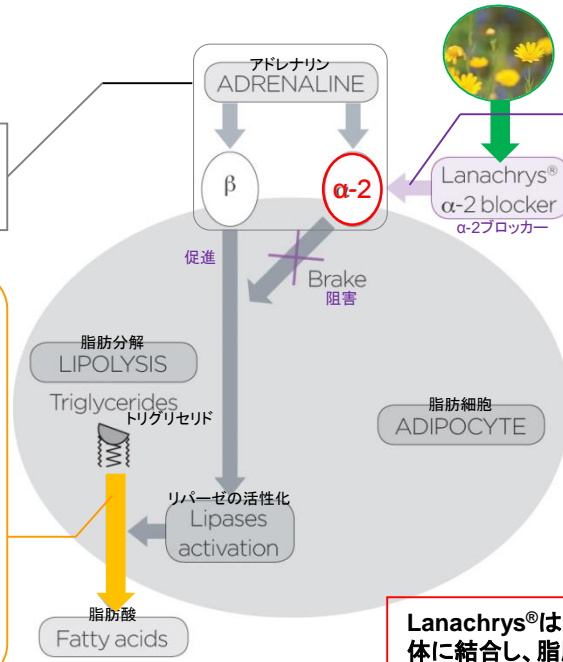 アドレナリン
ADRENALINE
β
α-2
Lanachrys®
α-2 blocker
α-2ブロッカー
促進
Brake
阻害
脂肪分解
LIPOLYSIS
Triglycerides
トリグリセリド
脂肪細胞
ADIPOCYTE
リパーゼの活性化
Lipases
activation
脂肪酸
Fatty acids
Lanachrys®は
体に結合し、脂